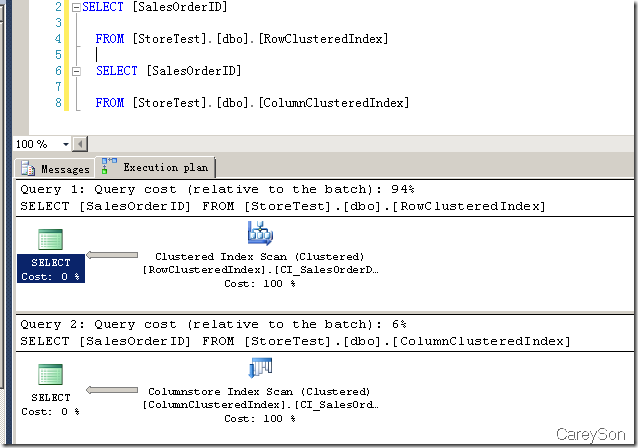 2 SELECT [SalesOrderID]
3
4 FROM [StoreTest].[dbo].[RowClusteredIndex]
5
6 SELECT [SalesOrderID]
7
8 FROM [StoreTest].[dbo].[ColumnClusteredIndex]
100 %
Messages Execution plan
Query 1: Query cost (relative to the batch): 94%
SELECT [SalesOrderID] FROM [StoreTest].[dbo].[RowClusteredIndex]
SELECT
Cost: 0 %
Clustered Index Scan (Clustered)
[RowClusteredIndex].[CI_SalesOrderD…
Cost: 100 %
Query 2: Query cost (relative to the batch): 6%
SELECT [SalesOrderID] FROM [StoreTest].[dbo].[ColumnClusteredIndex]
SELECT
Cost: 0 %
Columnstore Index Scan (Clustered)
[ColumnClusteredIndex].[CI_SalesOrd…
Cost: 100 %
CareySon